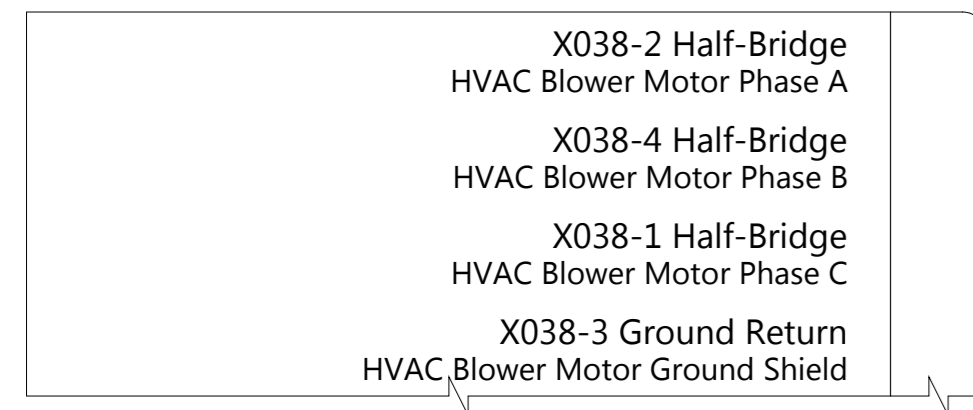 X038-2 Half-Bridge
HVAC Blower Motor Phase A
X038-4 Half-Bridge
HVAC Blower Motor Phase B
X038-1 Half-Bridge
HVAC Blower Motor Phase C
X038-3 Ground Return
HVAC Blower Motor Ground Shield